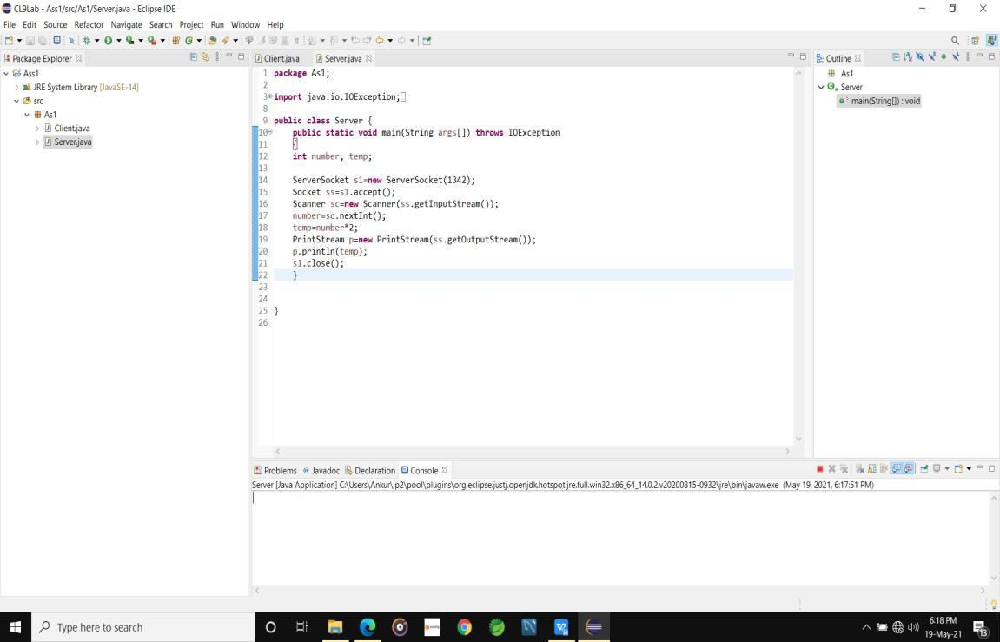 CL9Lab - Ass1/src/As1/Server.java - Eclipse IDE
File Edit Source Refactor Navigate Search Project Run Window Help
Package Explorer
Ass1
JRE System Library [JavaSE-14]
src
As1
Client.java
Server.java
Client.java Server.java
1 package As1;
2
3 import java.io.IOException;
8
9 public class Server {
10 public static void main(String args[]) throws IOException
11 {
12 int number, temp;
13
14 ServerSocket s1=new ServerSocket(1342);
15 Socket ss=s1.accept();
16 Scanner sc=new Scanner(ss.getInputStream());
17 number=sc.nextInt();
18 temp=number*2;
19 PrintStream p=new PrintStream(ss.getOutputStream());
20 p.println(temp);
21 s1.close();
22 }
23
24
25 }
26
Outline
As1
Server
main(String[]) : void
Problems Javadoc Declaration Console
Server [Java Application] C:\Users\Ankur\.p2\pool\plugins\org.eclipse.justj.openjdk.hotspot.jre.full.win32.x86_64_14.0.2.v20200815-0932\jre\bin\javaw.exe (May 19, 2021, 6:17:51 PM)
Type here to search
6:18 PM
19-May-21
13